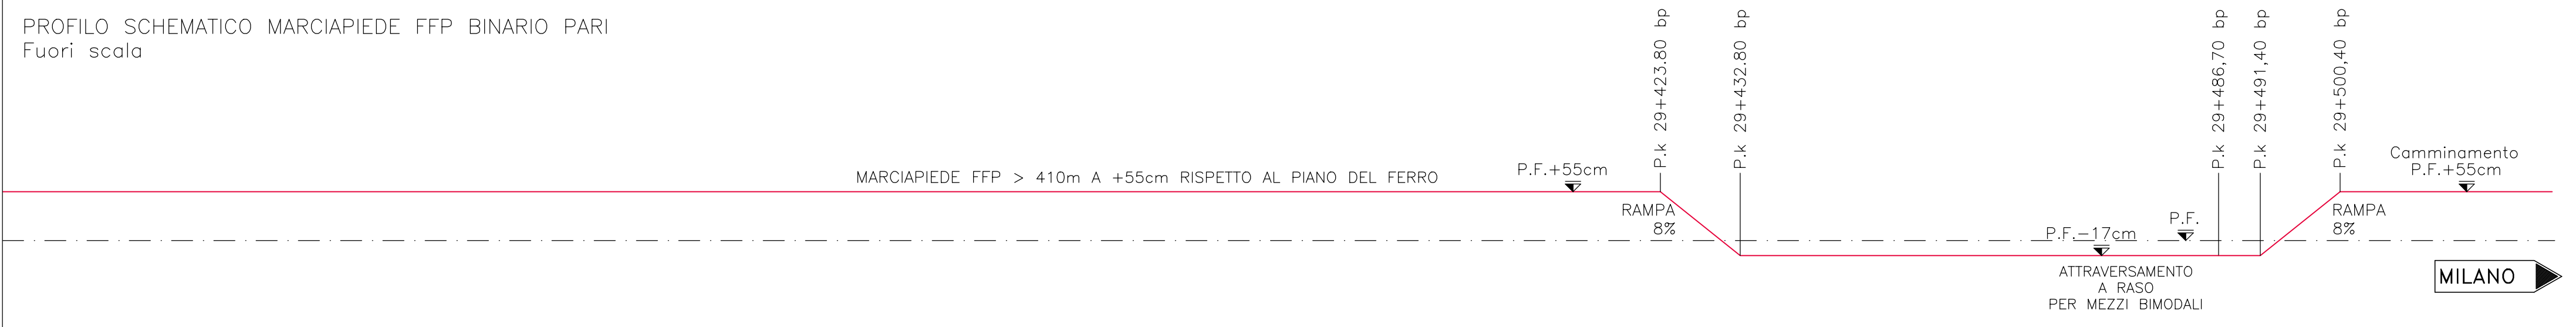 PROFILO SCHEMATICO MARCIAPIEDE FFP BINARIO PARI
Fuori scala
P.k 29+423.80 bp
P.k 29+432.80 bp
P.k 29+486,70 bp
P.k 29+491,40 bp
P.k 29+500,40 bp
MARCIAPIEDE FFP > 410m A +55cm RISPETTO AL PIANO DEL FERRO
P.F.+55cm
Camminamento
P.F.+55cm
RAMPA
8%
P.F.-17cm
P.F.
RAMPA
8%
ATTRAVERSAMENTO
A RASO
PER MEZZI BIMODALI
MILANO